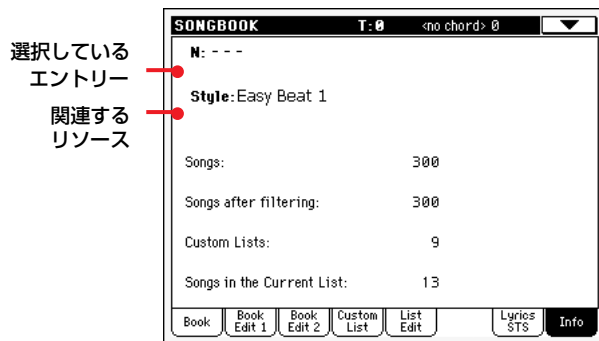 SONGBOOK T:0 <no chord> 0
選択している
エントリー
N: - - -
Style:Easy Beat 1
関連する
リソース
Songs: 300
Songs after filtering: 300
Custom Lists: 9
Songs in the Current List: 13
Book
Book Edit 1
Book Edit 2
Custom List
List Edit
Lyrics STS
Info